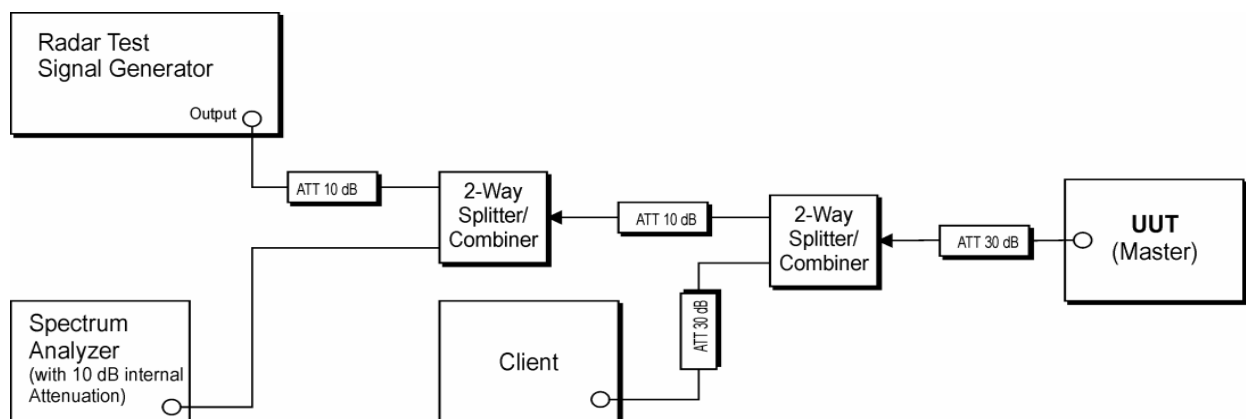 Radar Test
Signal Generator
Output
ATT 10 dB
2-Way
Splitter/
Combiner
ATT 10 dB
2-Way
Splitter/
Combiner
ATT 30 dB
UUT
(Master)
Spectrum
Analyzer
(with 10 dB internal
Attenuation)
Client
ATT 30 dB